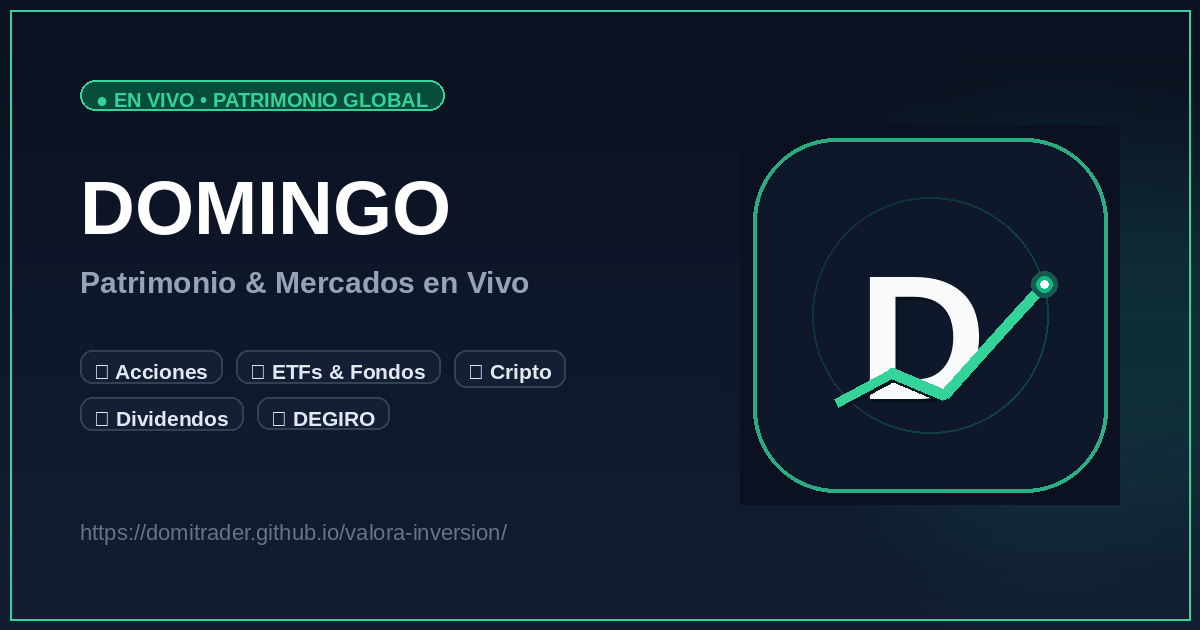 ● EN VIVO • PATRIMONIO GLOBAL
DOMINGO
Patrimonio & Mercados en Vivo
▯ Acciones ▯ ETFs & Fondos ▯ Cripto
▯ Dividendos ▯ DEGIRO
https://domitrader.github.io/valora-inversion/
D